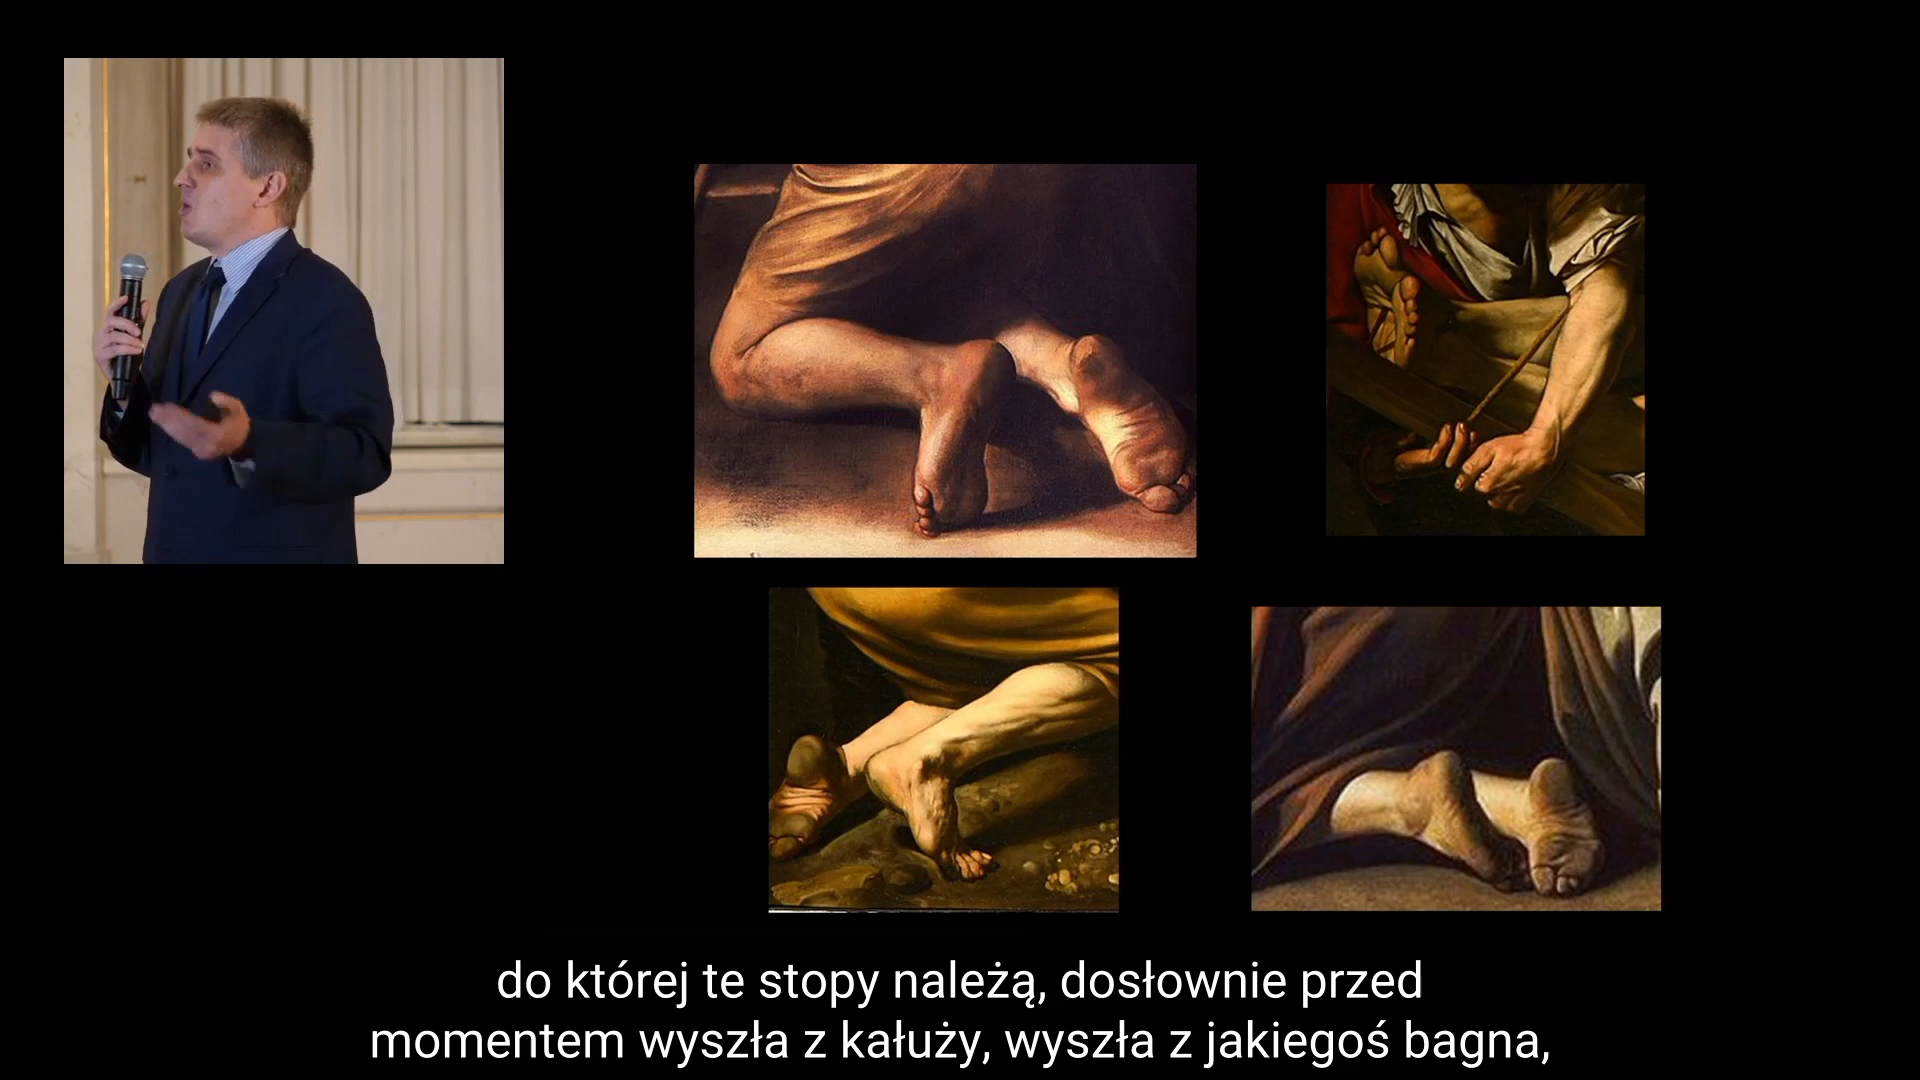 do której te stopy należą, dosłownie przed
momentem wyszła z kałuży, wyszła z jakiegoś bagna,